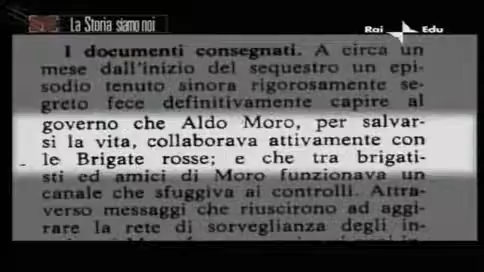 La Storia siamo noi
Rai Edu
I documenti consegnati. A circa un
mese dall'inizio del sequestro un epi-
sodio tenuto sinora rigorosamente se-
greto fece definitivamente capire al
governo che Aldo Moro, per salvar-
si la vita, collaborava attivamente con
le Brigate rosse; e che tra brigati-
sti ed amici di Moro funzionava un
canale che sfuggiva ai controlli. Attra-
verso messaggi che riuscirono ad aggi-
rare la rete di sorveglianza degli in-